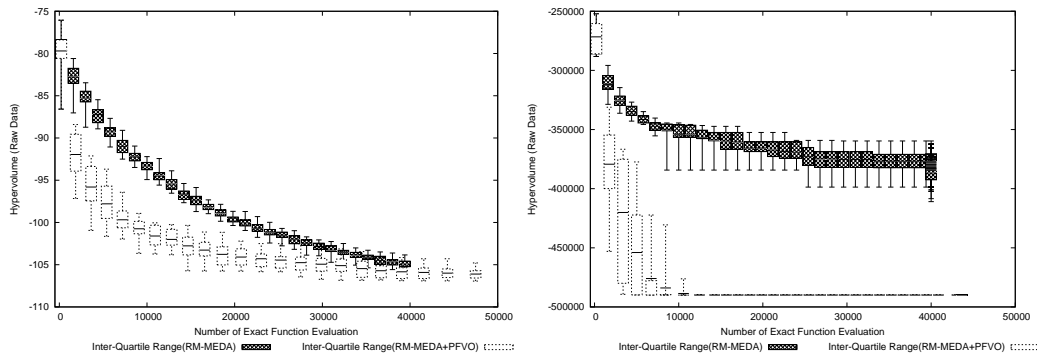 -75
-80
-85
-90
-95
-100
-105
-110
Hypervolume (Raw Data)
0 10000 20000 30000 40000 50000
Number of Exact Function Evaluation
Inter-Quartile Range(RM-MEDA) Inter-Quartile Range(RM-MEDA+PFVO)
-250000
-300000
-350000
-400000
-450000
-500000
Hypervolume (Raw Data)
0 10000 20000 30000 40000 50000
Number of Exact Function Evaluation
Inter-Quartile Range(RM-MEDA) Inter-Quartile Range(RM-MEDA+PFVO)